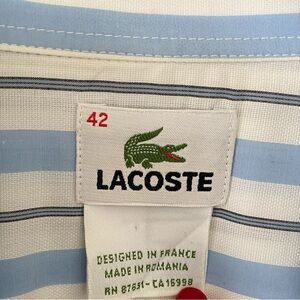 42
LACOSTE
DESIGNED IN FRANCE
MADE IN ROMANIA
RN 87651-CA 15998